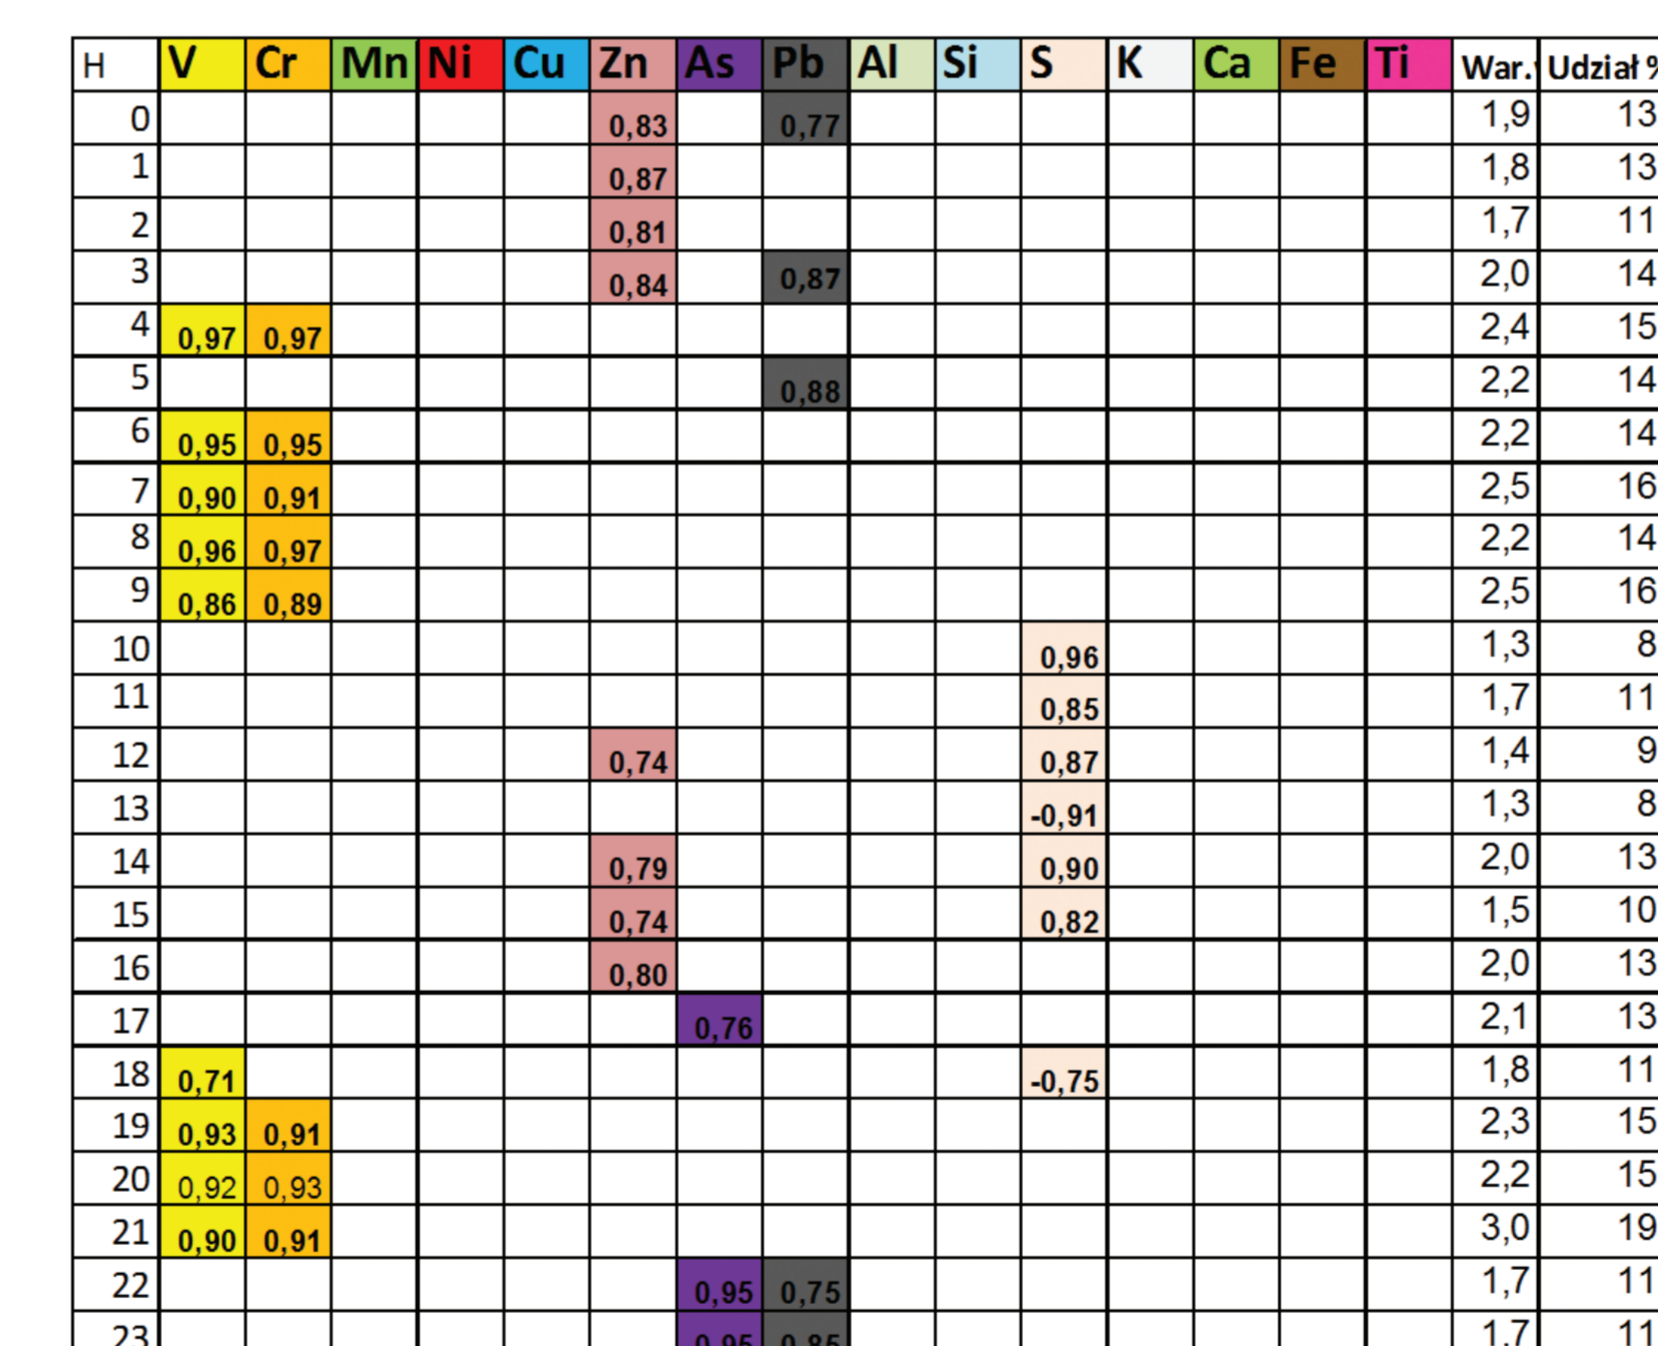 H V Cr Mn Ni Cu Zn As Pb Al Si S K Ca Fe Ti War. Udział %
0 0,83 0,77 1,9 13
1 0,87 1,8 13
2 0,81 1,7 11
3 0,84 0,87 2,0 14
4 0,97 0,97 2,4 15
5 0,88 2,2 14
6 0,95 0,95 2,2 14
7 0,90 0,91 2,5 16
8 0,96 0,97 2,2 14
9 0,86 0,89 2,5 16
10 0,96 1,3 8
11 0,85 1,7 11
12 0,74 0,87 1,4 9
13 -0,91 1,3 8
14 0,79 0,90 2,0 13
15 0,74 0,82 1,5 10
16 0,80 2,0 13
17 0,76 2,1 13
18 0,71 -0,75 1,8 11
19 0,93 0,91 2,3 15
20 0,92 0,93 2,2 15
21 0,90 0,91 3,0 19
22 0,95 0,75 1,7 11
23 0,95 0,85 1,7 11